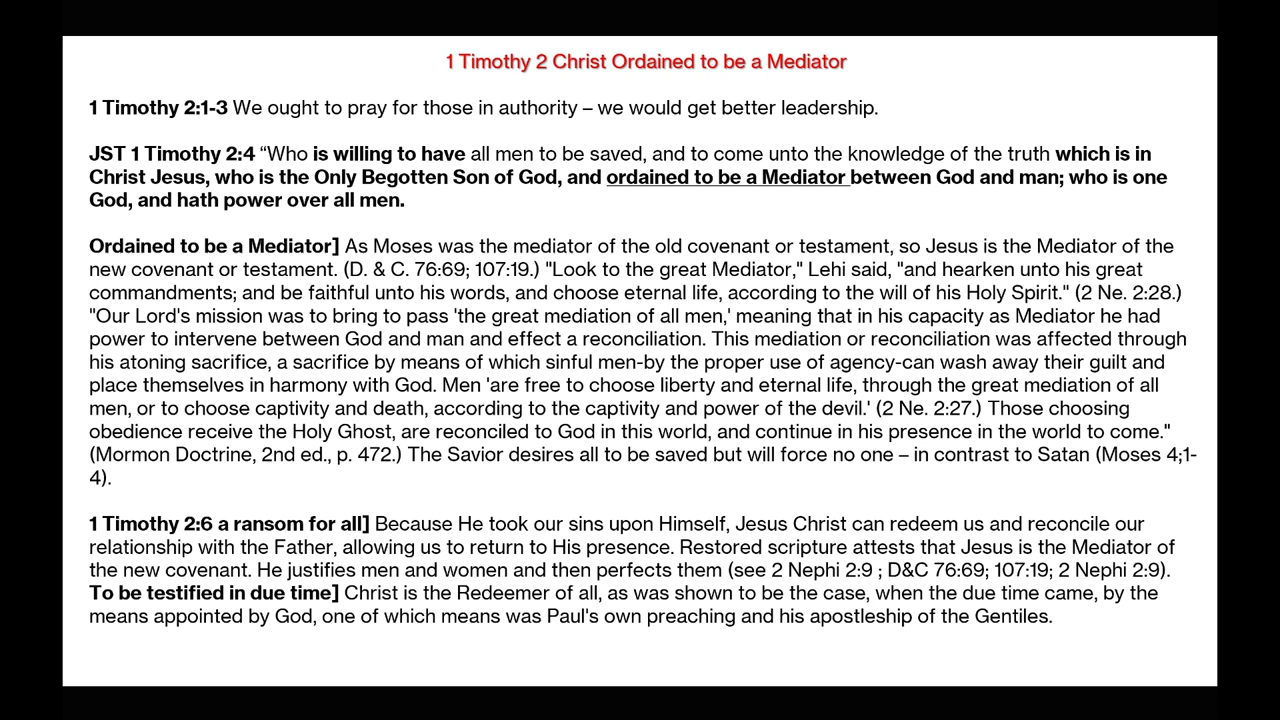 1 Timothy 2 Christ Ordained to be a Mediator
1 Timothy 2:1-3 We ought to pray for those in authority – we would get better leadership.
JST 1 Timothy 2:4 “Who is willing to have all men to be saved, and to come unto the knowledge of the truth which is in
Christ Jesus, who is the Only Begotten Son of God, and ordained to be a Mediator between God and man; who is one
God, and hath power over all men.
Ordained to be a Mediator] As Moses was the mediator of the old covenant or testament, so Jesus is the Mediator of the
new covenant or testament. (D. & C. 76:69; 107:19.) "Look to the great Mediator," Lehi said, "and hearken unto his great
commandments; and be faithful unto his words, and choose eternal life, according to the will of his Holy Spirit." (2 Ne. 2:28.)
"Our Lord's mission was to bring to pass 'the great mediation of all men,' meaning that in his capacity as Mediator he had
power to intervene between God and man and effect a reconciliation. This mediation or reconciliation was affected through
his atoning sacrifice, a sacrifice by means of which sinful men-by the proper use of agency-can wash away their guilt and
place themselves in harmony with God. Men 'are free to choose liberty and eternal life, through the great mediation of all
men, or to choose captivity and death, according to the captivity and power of the devil.' (2 Ne. 2:27.) Those choosing
obedience receive the Holy Ghost, are reconciled to God in this world, and continue in his presence in the world to come."
(Mormon Doctrine, 2nd ed., p. 472.) The Savior desires all to be saved but will force no one – in contrast to Satan (Moses 4;1-
4).
1 Timothy 2:6 a ransom for all] Because He took our sins upon Himself, Jesus Christ can redeem us and reconcile our
relationship with the Father, allowing us to return to His presence. Restored scripture attests that Jesus is the Mediator of
the new covenant. He justifies men and women and then perfects them (see 2 Nephi 2:9 ; D&C 76:69; 107:19; 2 Nephi 2:9).
To be testified in due time] Christ is the Redeemer of all, as was shown to be the case, when the due time came, by the
means appointed by God, one of which means was Paul's own preaching and his apostleship of the Gentiles.